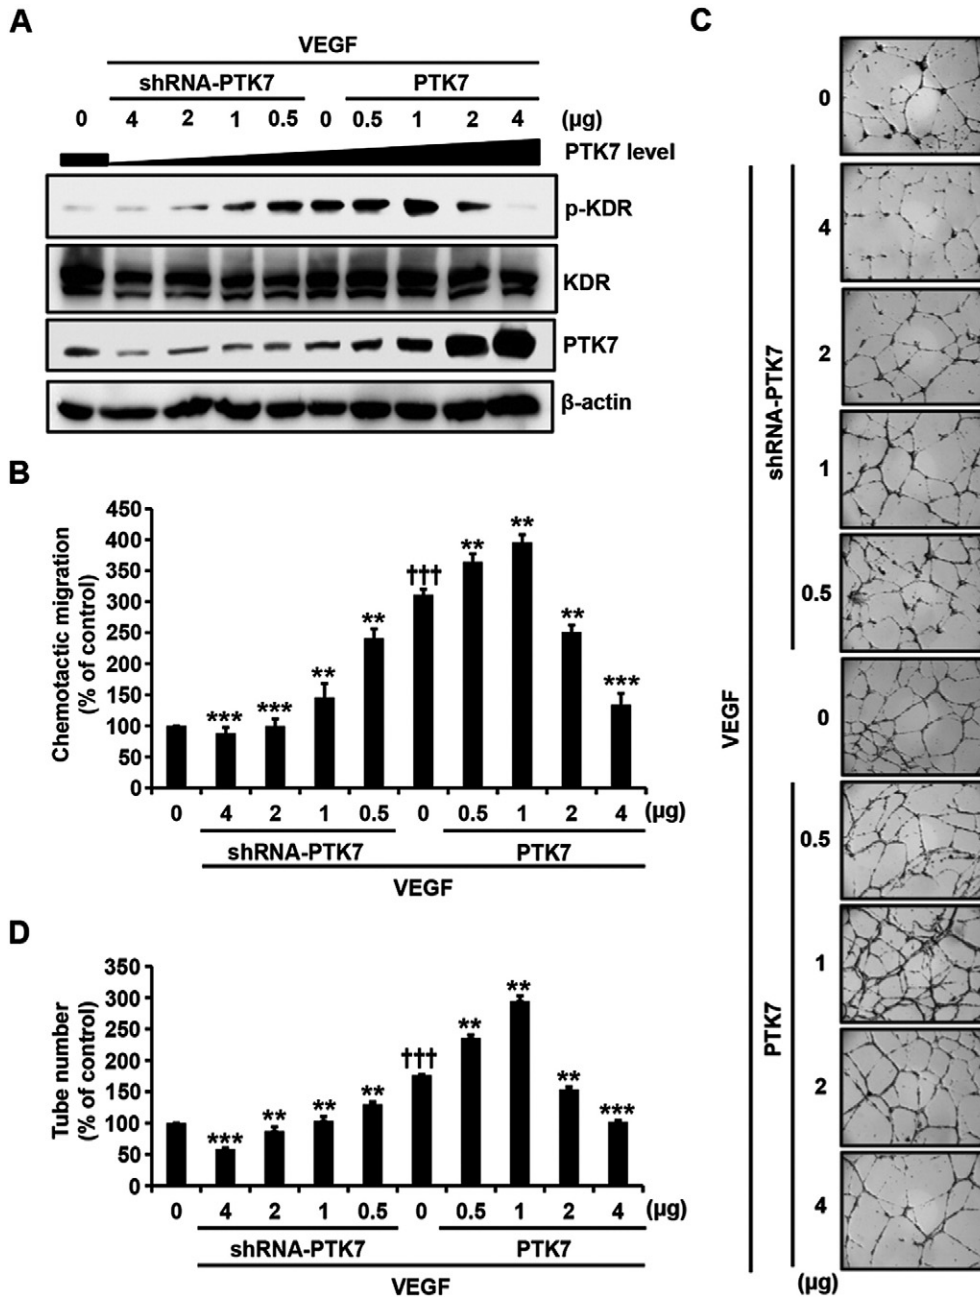 A
VEGF
shRNA-PTK7 PTK7
0 4 2 1 0.5 0 0.5 1 2 4 (µg)
PTK7 level
p-KDR
KDR
PTK7
β-actin
B
Chemotactic migration
(% of control)
450
400
350
300
250
200
150
100
50
0
*** *** ** ** ††† ** ** ** ***
0 4 2 1 0.5 0 0.5 1 2 4 (µg)
shRNA-PTK7 PTK7
VEGF
D
Tube number
(% of control)
350
300
250
200
150
100
50
0
*** ** ** ** ††† ** ** ** ***
0 4 2 1 0.5 0 0.5 1 2 4 (µg)
shRNA-PTK7 PTK7
VEGF
C
0
4
2
1
0.5
0
0.5
1
2
4
shRNA-PTK7
VEGF
PTK7
(µg)